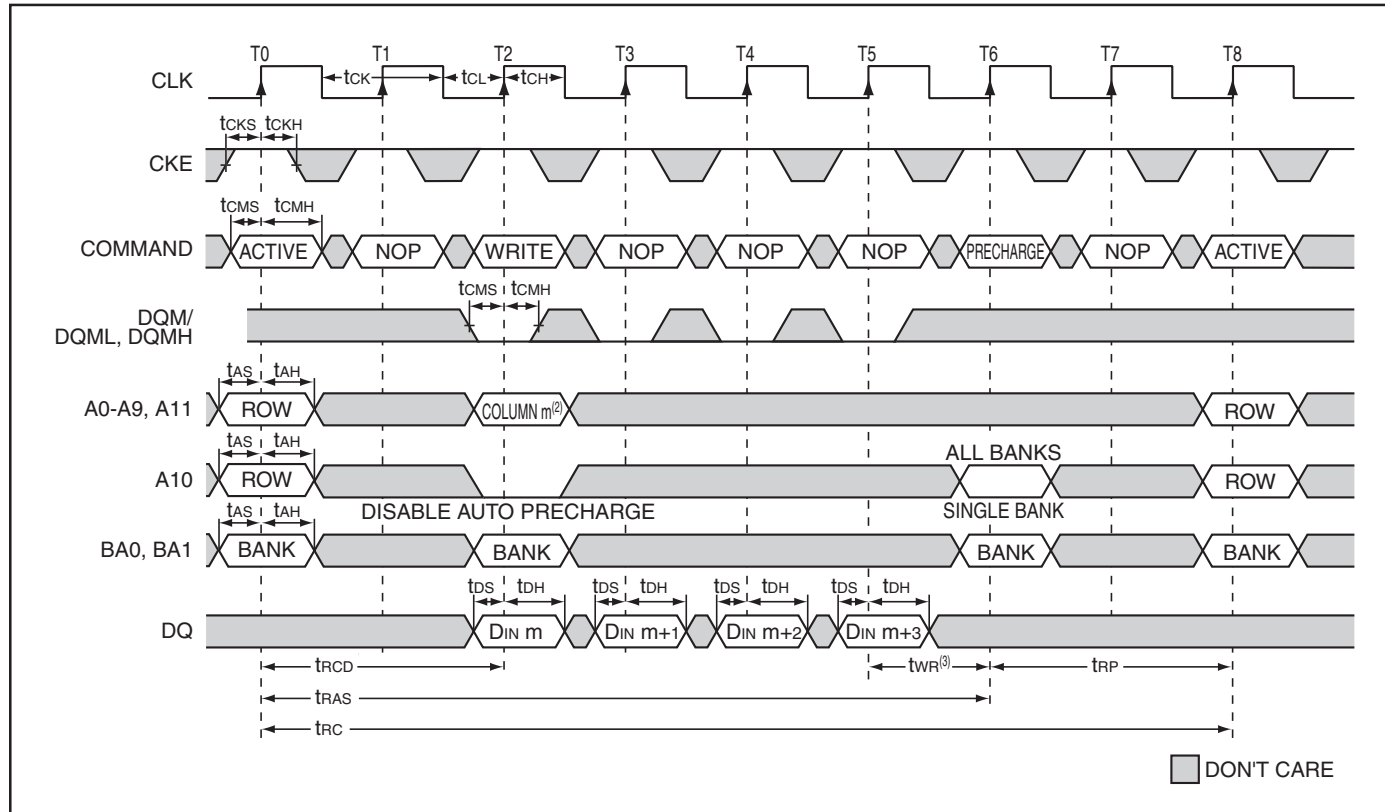 T0 T1 T2 T3 T4 T5 T6 T7 T8
CLK tCK tCL tCH
tCKS tCKH
CKE
tCMS tCMH
COMMAND ACTIVE NOP WRITE NOP NOP NOP PRECHARGE NOP ACTIVE
tCMS tCMH
DQM/
DQML, DQMH
tAS tAH
A0-A9, A11 ROW COLUMN m(2) ROW
tAS tAH ALL BANKS
A10 ROW ROW
tAS tAH DISABLE AUTO PRECHARGE SINGLE BANK
BA0, BA1 BANK BANK BANK BANK
tDS tDH tDS tDH tDS tDH tDS tDH
DQ DIN m DIN m+1 DIN m+2 DIN m+3
tRCD tWR(3) tRP
tRAS
tRC
DON'T CARE